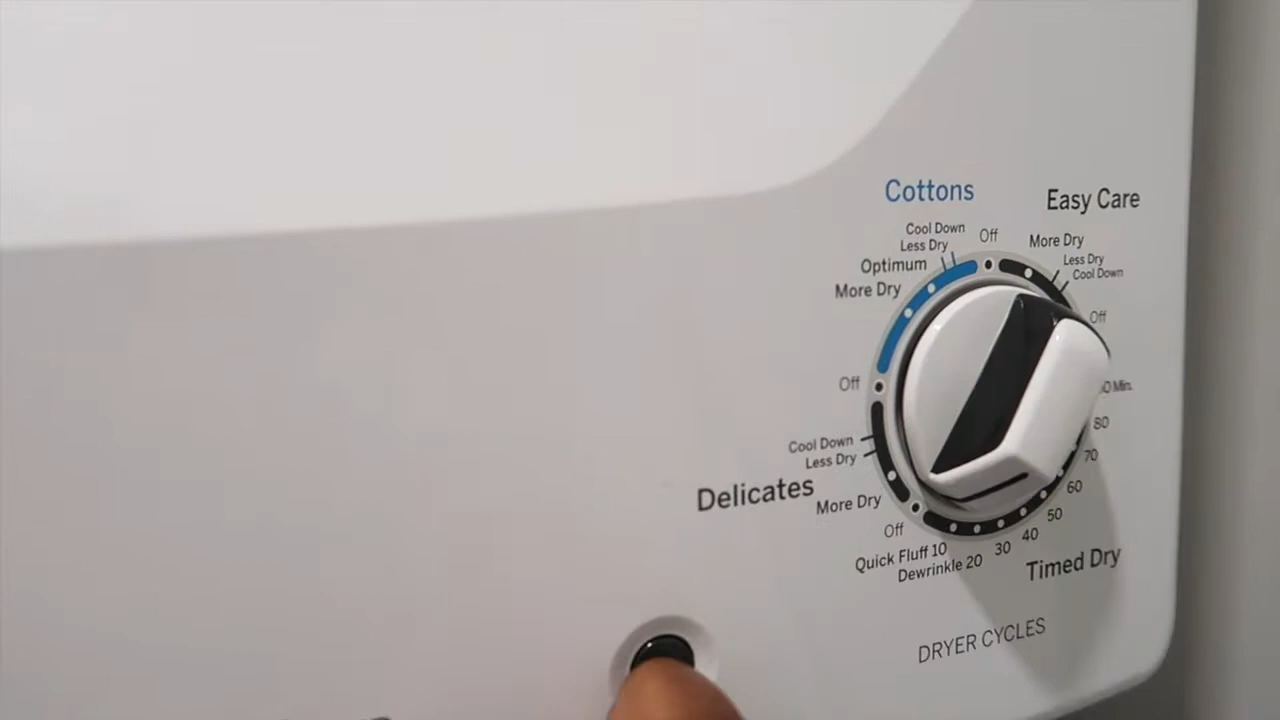 Cottons
Easy Care
Cool Down
Off
More Dry
Less Dry
Less Dry
Optimum
Cool Down
More Dry
Off
Off
Min.
80
Cool Down
70
Less Dry
Delicates
60
More Dry
50
Off
40
Quick Fluff 10
30
Dewrinkle 20
Timed Dry
DRYER CYCLES